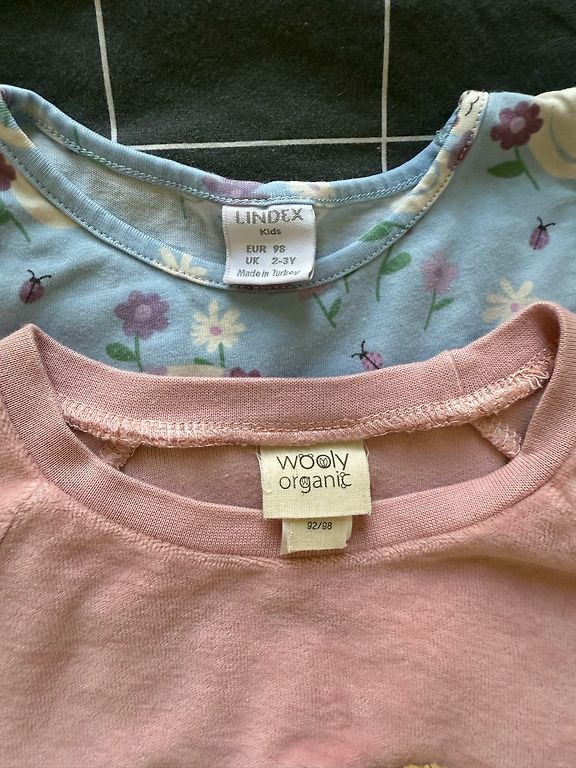 LINDEX
Kids
EUR 98
UK 2-3Y
Made in Turkey
wooly
organic
92/98